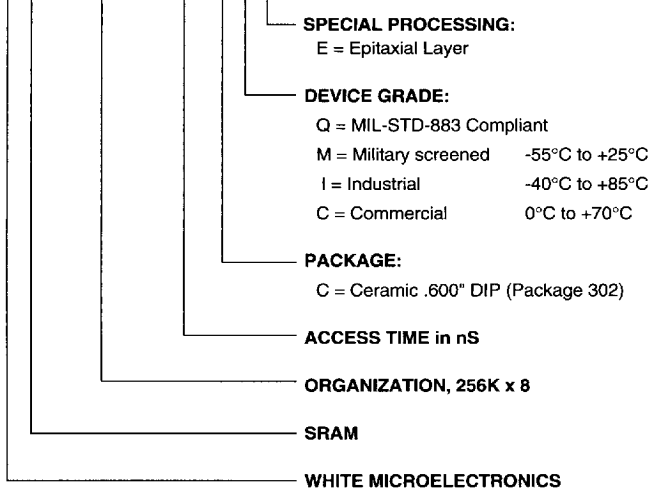 SPECIAL PROCESSING:
E = Epitaxial Layer
DEVICE GRADE:
Q = MIL-STD-883 Compliant
M = Military screened -55°C to +25°C
I = Industrial -40°C to +85°C
C = Commercial 0°C to +70°C
PACKAGE:
C = Ceramic .600" DIP (Package 302)
ACCESS TIME in nS
ORGANIZATION, 256K x 8
SRAM
WHITE MICROELECTRONICS